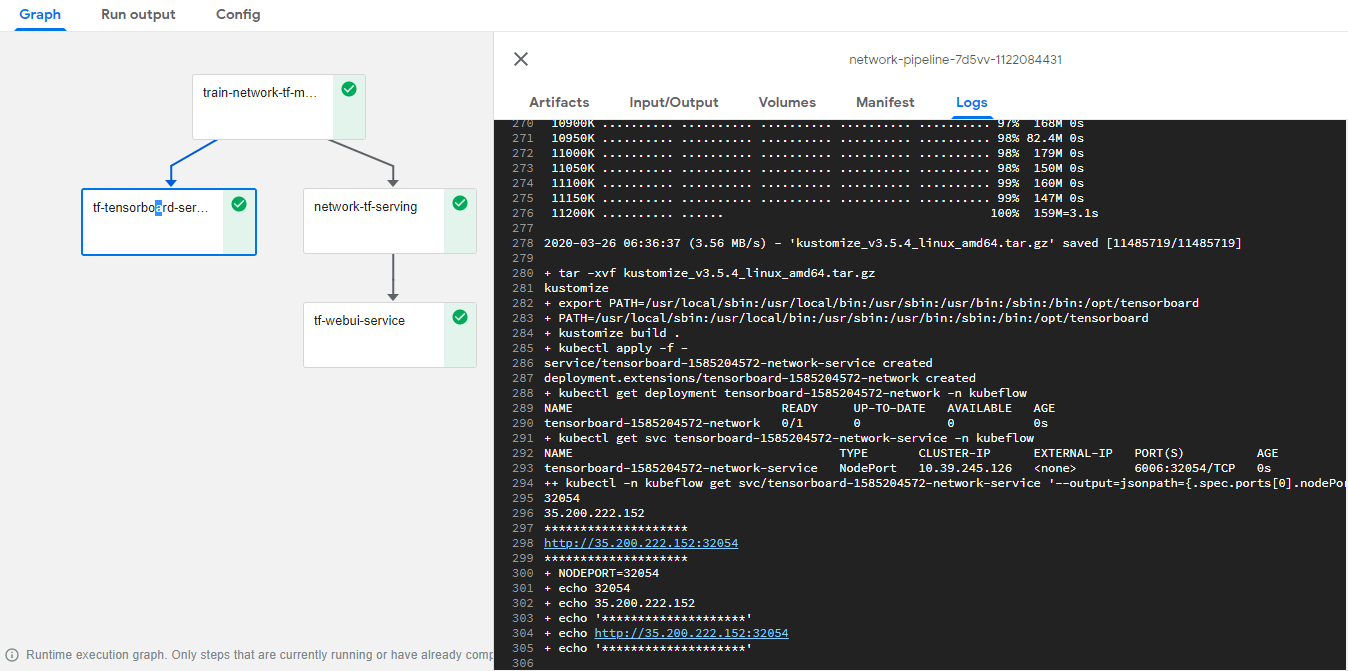 Graph Run output Config
train-network-tf-m...
tf-tensorboard-ser...
network-tf-serving
tf-webui-service
Runtime execution graph. Only steps that are currently running or have already comp
network-pipeline-7d5vv-1122084431
Artifacts Input/Output Volumes Manifest Logs
270 10900K .......... .......... .......... .......... .......... 97% 168M 0s
271 10950K .......... .......... .......... .......... .......... 98% 82.4M 0s
272 11000K .......... .......... .......... .......... .......... 98% 179M 0s
273 11050K .......... .......... .......... .......... .......... 98% 150M 0s
274 11100K .......... .......... .......... .......... .......... 99% 160M 0s
275 11150K .......... .......... .......... .......... .......... 99% 147M 0s
276 11200K .......... ...... 100% 159M=3.1s
277
278 2020-03-26 06:36:37 (3.56 MB/s) - 'kustomize_v3.5.4_linux_amd64.tar.gz' saved [11485719/11485719]
279
280 + tar -xvf kustomize_v3.5.4_linux_amd64.tar.gz
281 kustomize
282 + export PATH=/usr/local/sbin:/usr/local/bin:/usr/sbin:/usr/bin:/sbin:/bin:/opt/tensorboard
283 + PATH=/usr/local/sbin:/usr/local/bin:/usr/sbin:/usr/bin:/sbin:/bin:/opt/tensorboard
284 + kustomize build .
285 + kubectl apply -f -
286 service/tensorboard-1585204572-network-service created
287 deployment.extensions/tensorboard-1585204572-network created
288 + kubectl get deployment tensorboard-1585204572-network -n kubeflow
289 NAME READY UP-TO-DATE AVAILABLE AGE
290 tensorboard-1585204572-network 0/1 0 0 0s
291 + kubectl get svc tensorboard-1585204572-network-service -n kubeflow
292 NAME TYPE CLUSTER-IP EXTERNAL-IP PORT(S) AGE
293 tensorboard-1585204572-network-service NodePort 10.39.245.126 <none> 6006:32054/TCP 0s
294 ++ kubectl -n kubeflow get svc/tensorboard-1585204572-network-service '--output=jsonpath={.spec.ports[0].nodePor
295 32054
296 35.200.222.152
297 ********************
298 http://35.200.222.152:32054
299 ********************
300 + NODEPORT=32054
301 + echo 32054
302 + echo 35.200.222.152
303 + echo '********************'
304 + echo http://35.200.222.152:32054
305 + echo '********************'
306